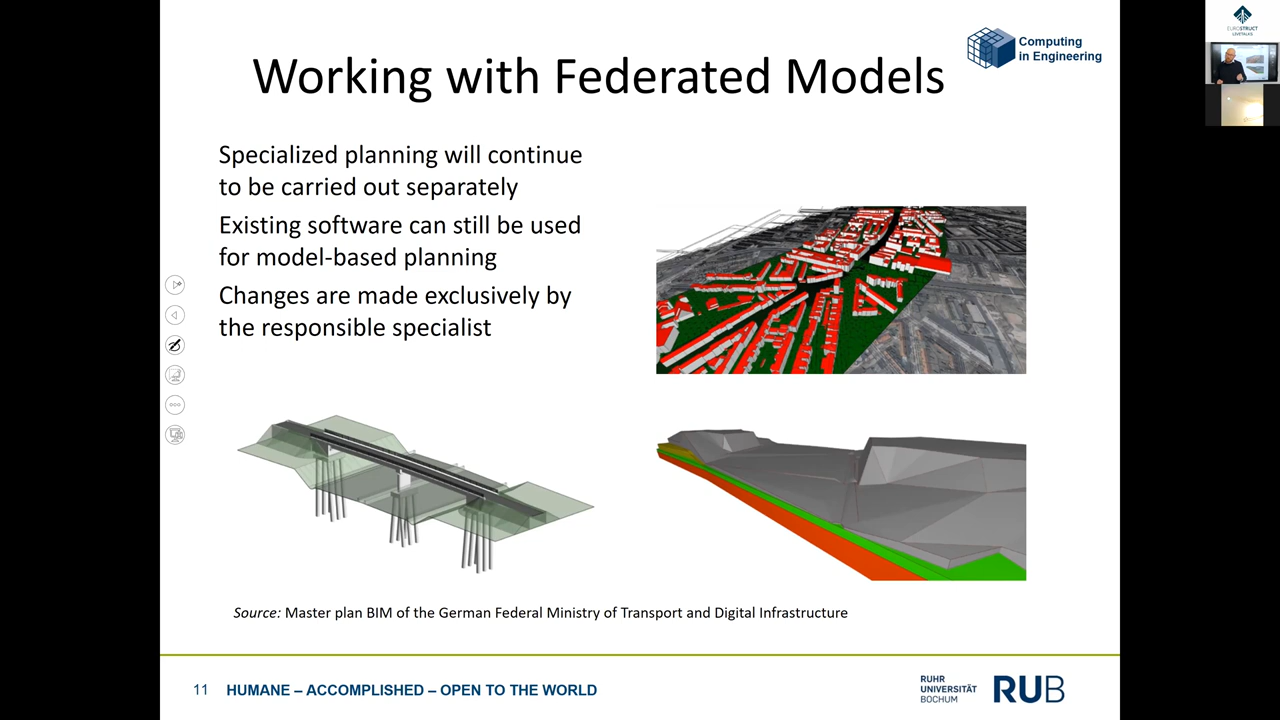 Working with Federated Models
Computing
in Engineering
EUROSTRUCT
LIVETALKS
Specialized planning will continue
to be carried out separately
Existing software can still be used
for model-based planning
Changes are made exclusively by
the responsible specialist
Source: Master plan BIM of the German Federal Ministry of Transport and Digital Infrastructure
11 HUMANE – ACCOMPLISHED – OPEN TO THE WORLD
RUHR
UNIVERSITÄT
BOCHUM
RUB